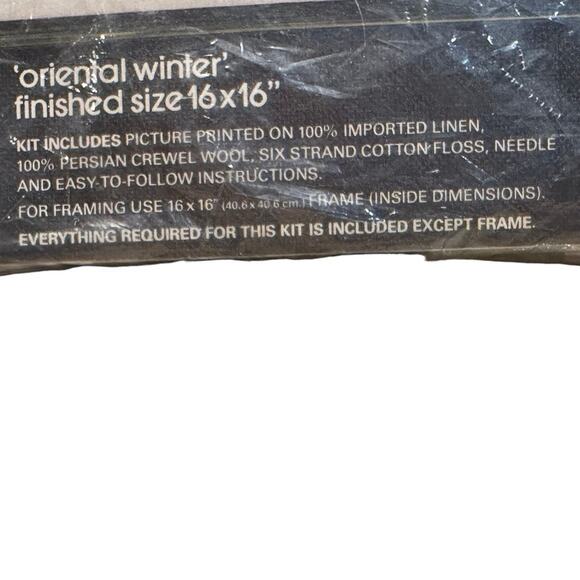 'oriental winter'
finished size 16x16"
*KIT INCLUDES PICTURE PRINTED ON 100% IMPORTED LINEN,
100% PERSIAN CREWEL WOOL, SIX STRAND COTTON FLOSS, NEEDLE
AND EASY-TO-FOLLOW INSTRUCTIONS.
FOR FRAMING USE 16 x 16" (40.6 x 40.6 cm.) FRAME (INSIDE DIMENSIONS).
EVERYTHING REQUIRED FOR THIS KIT IS INCLUDED EXCEPT FRAME.